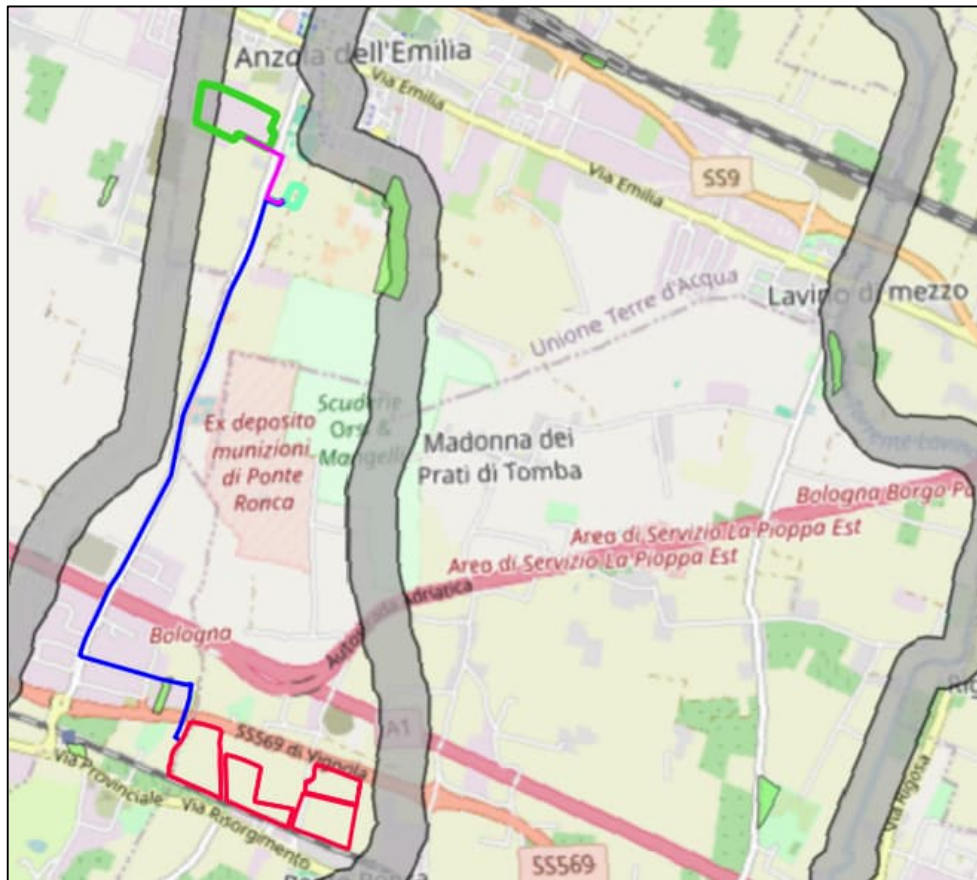 Anzola dell'Emilia
Via Emilia
Via Emilia
SS9
Unione Terre d'Acqua
Lavino di mezzo
Scuderie
Orsi &
Mangelli
Ex deposito
munizioni
di Ponte
Ronca
Madonna dei
Prati di Tomba
Torrente Lavino
Bologna Borgo
Area di Servizio La Pioppa Est
Area di Servizio La Pioppa Est
Autostrada Adriatica
Bologna
A1
SS569 di Vignola
Via Provinciale
Via Risorgimento
Via Rigosa
SS569